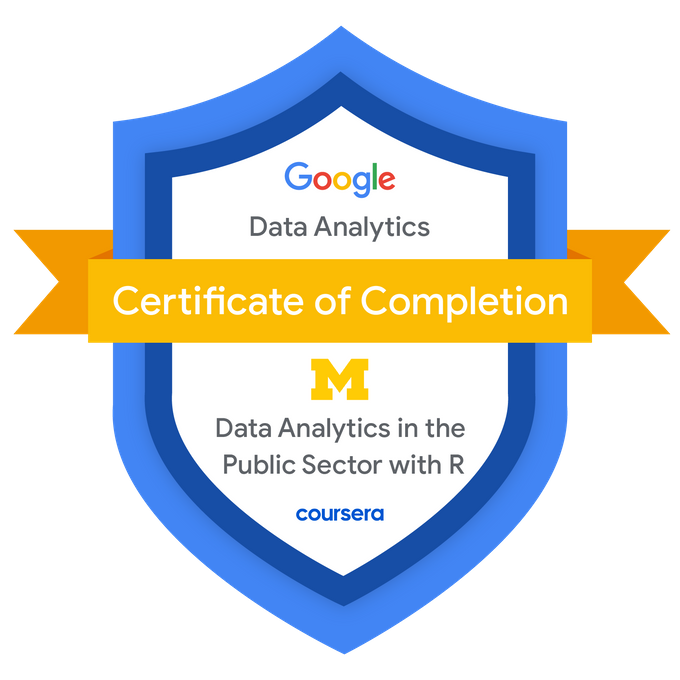 Google
Data Analytics
Certificate of Completion
M
Data Analytics in the
Public Sector with R
coursera